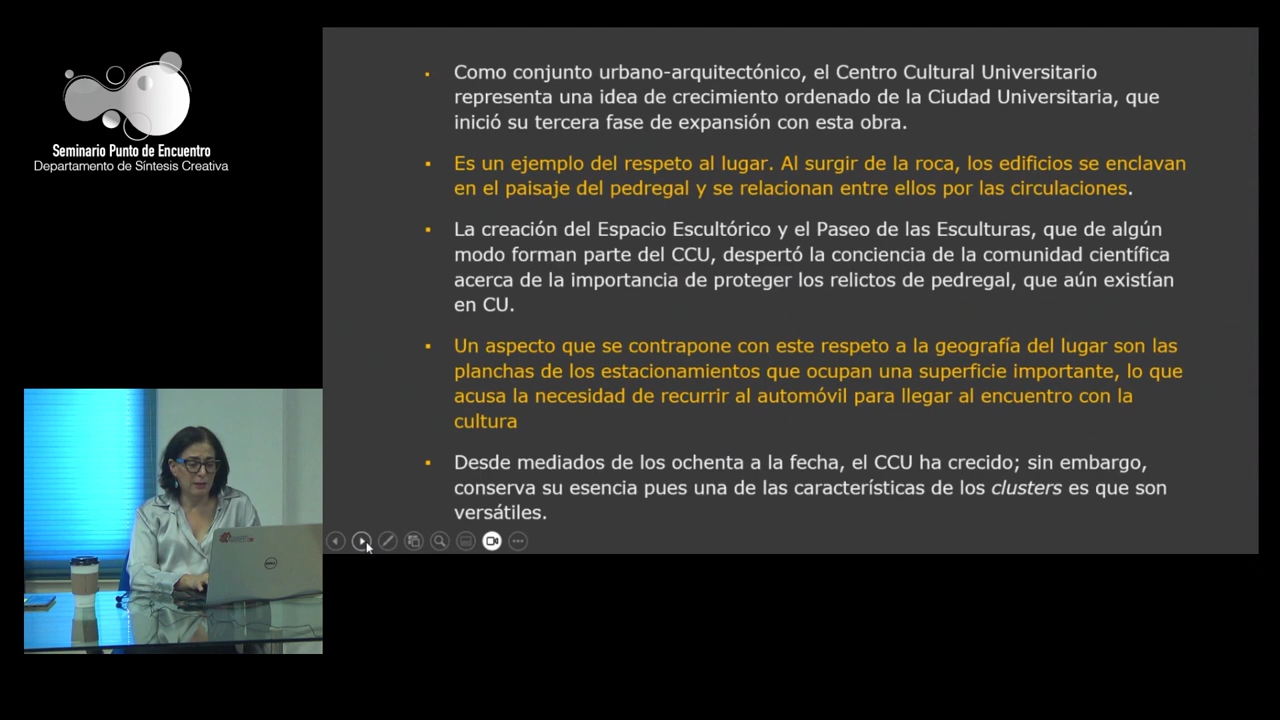 Seminario Punto de Encuentro
Departamento de Síntesis Creativa
▪ Como conjunto urbano-arquitectónico, el Centro Cultural Universitario
representa una idea de crecimiento ordenado de la Ciudad Universitaria, que
inició su tercera fase de expansión con esta obra.
▪ Es un ejemplo del respeto al lugar. Al surgir de la roca, los edificios se enclavan
en el paisaje del pedregal y se relacionan entre ellos por las circulaciones.
▪ La creación del Espacio Escultórico y el Paseo de las Esculturas, que de algún
modo forman parte del CCU, despertó la conciencia de la comunidad científica
acerca de la importancia de proteger los relictos de pedregal, que aún existían
en CU.
▪ Un aspecto que se contrapone con este respeto a la geografía del lugar son las
planchas de los estacionamientos que ocupan una superficie importante, lo que
acusa la necesidad de recurrir al automóvil para llegar al encuentro con la
cultura
▪ Desde mediados de los ochenta a la fecha, el CCU ha crecido; sin embargo,
conserva su esencia pues una de las características de los clusters es que son
versátiles.
DELL